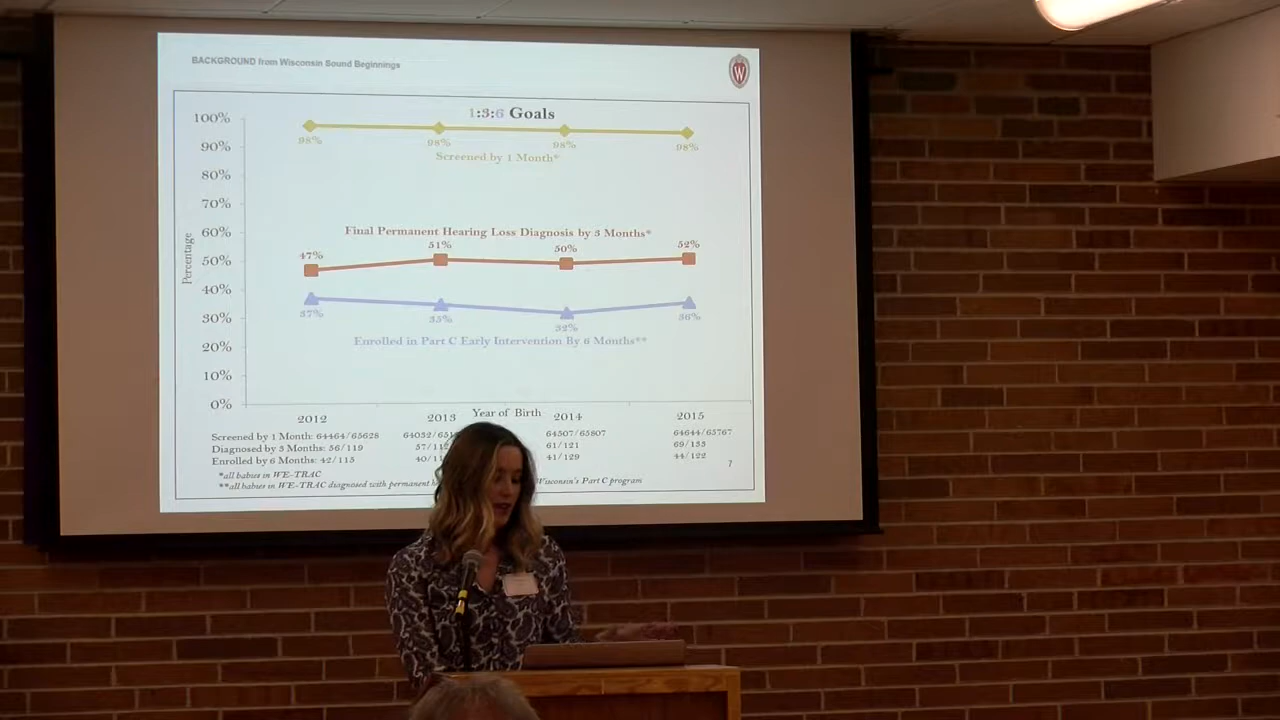 BACKGROUND from Wisconsin Sound Beginnings
W
1:3:6 Goals
100%
98%
98%
98%
98%
90%
Screened by 1 Month*
80%
70%
60%
Final Permanent Hearing Loss Diagnosis by 3 Months*
47%
51%
50%
52%
50%
40%
37%
35%
32%
36%
30%
Enrolled in Part C Early Intervention By 6 Months**
20%
10%
0%
Percentage
2012
2013
2014
2015
Year of Birth
Screened by 1 Month: 64464/65628
64507/65807
64644/65767
Diagnosed by 3 Months: 56/119
61/121
69/133
Enrolled by 6 Months: 42/115
41/129
44/122
7
*all babies in WE-TRAC
**all babies in WE-TRAC diagnosed with permanent
Wisconsin's Part C program